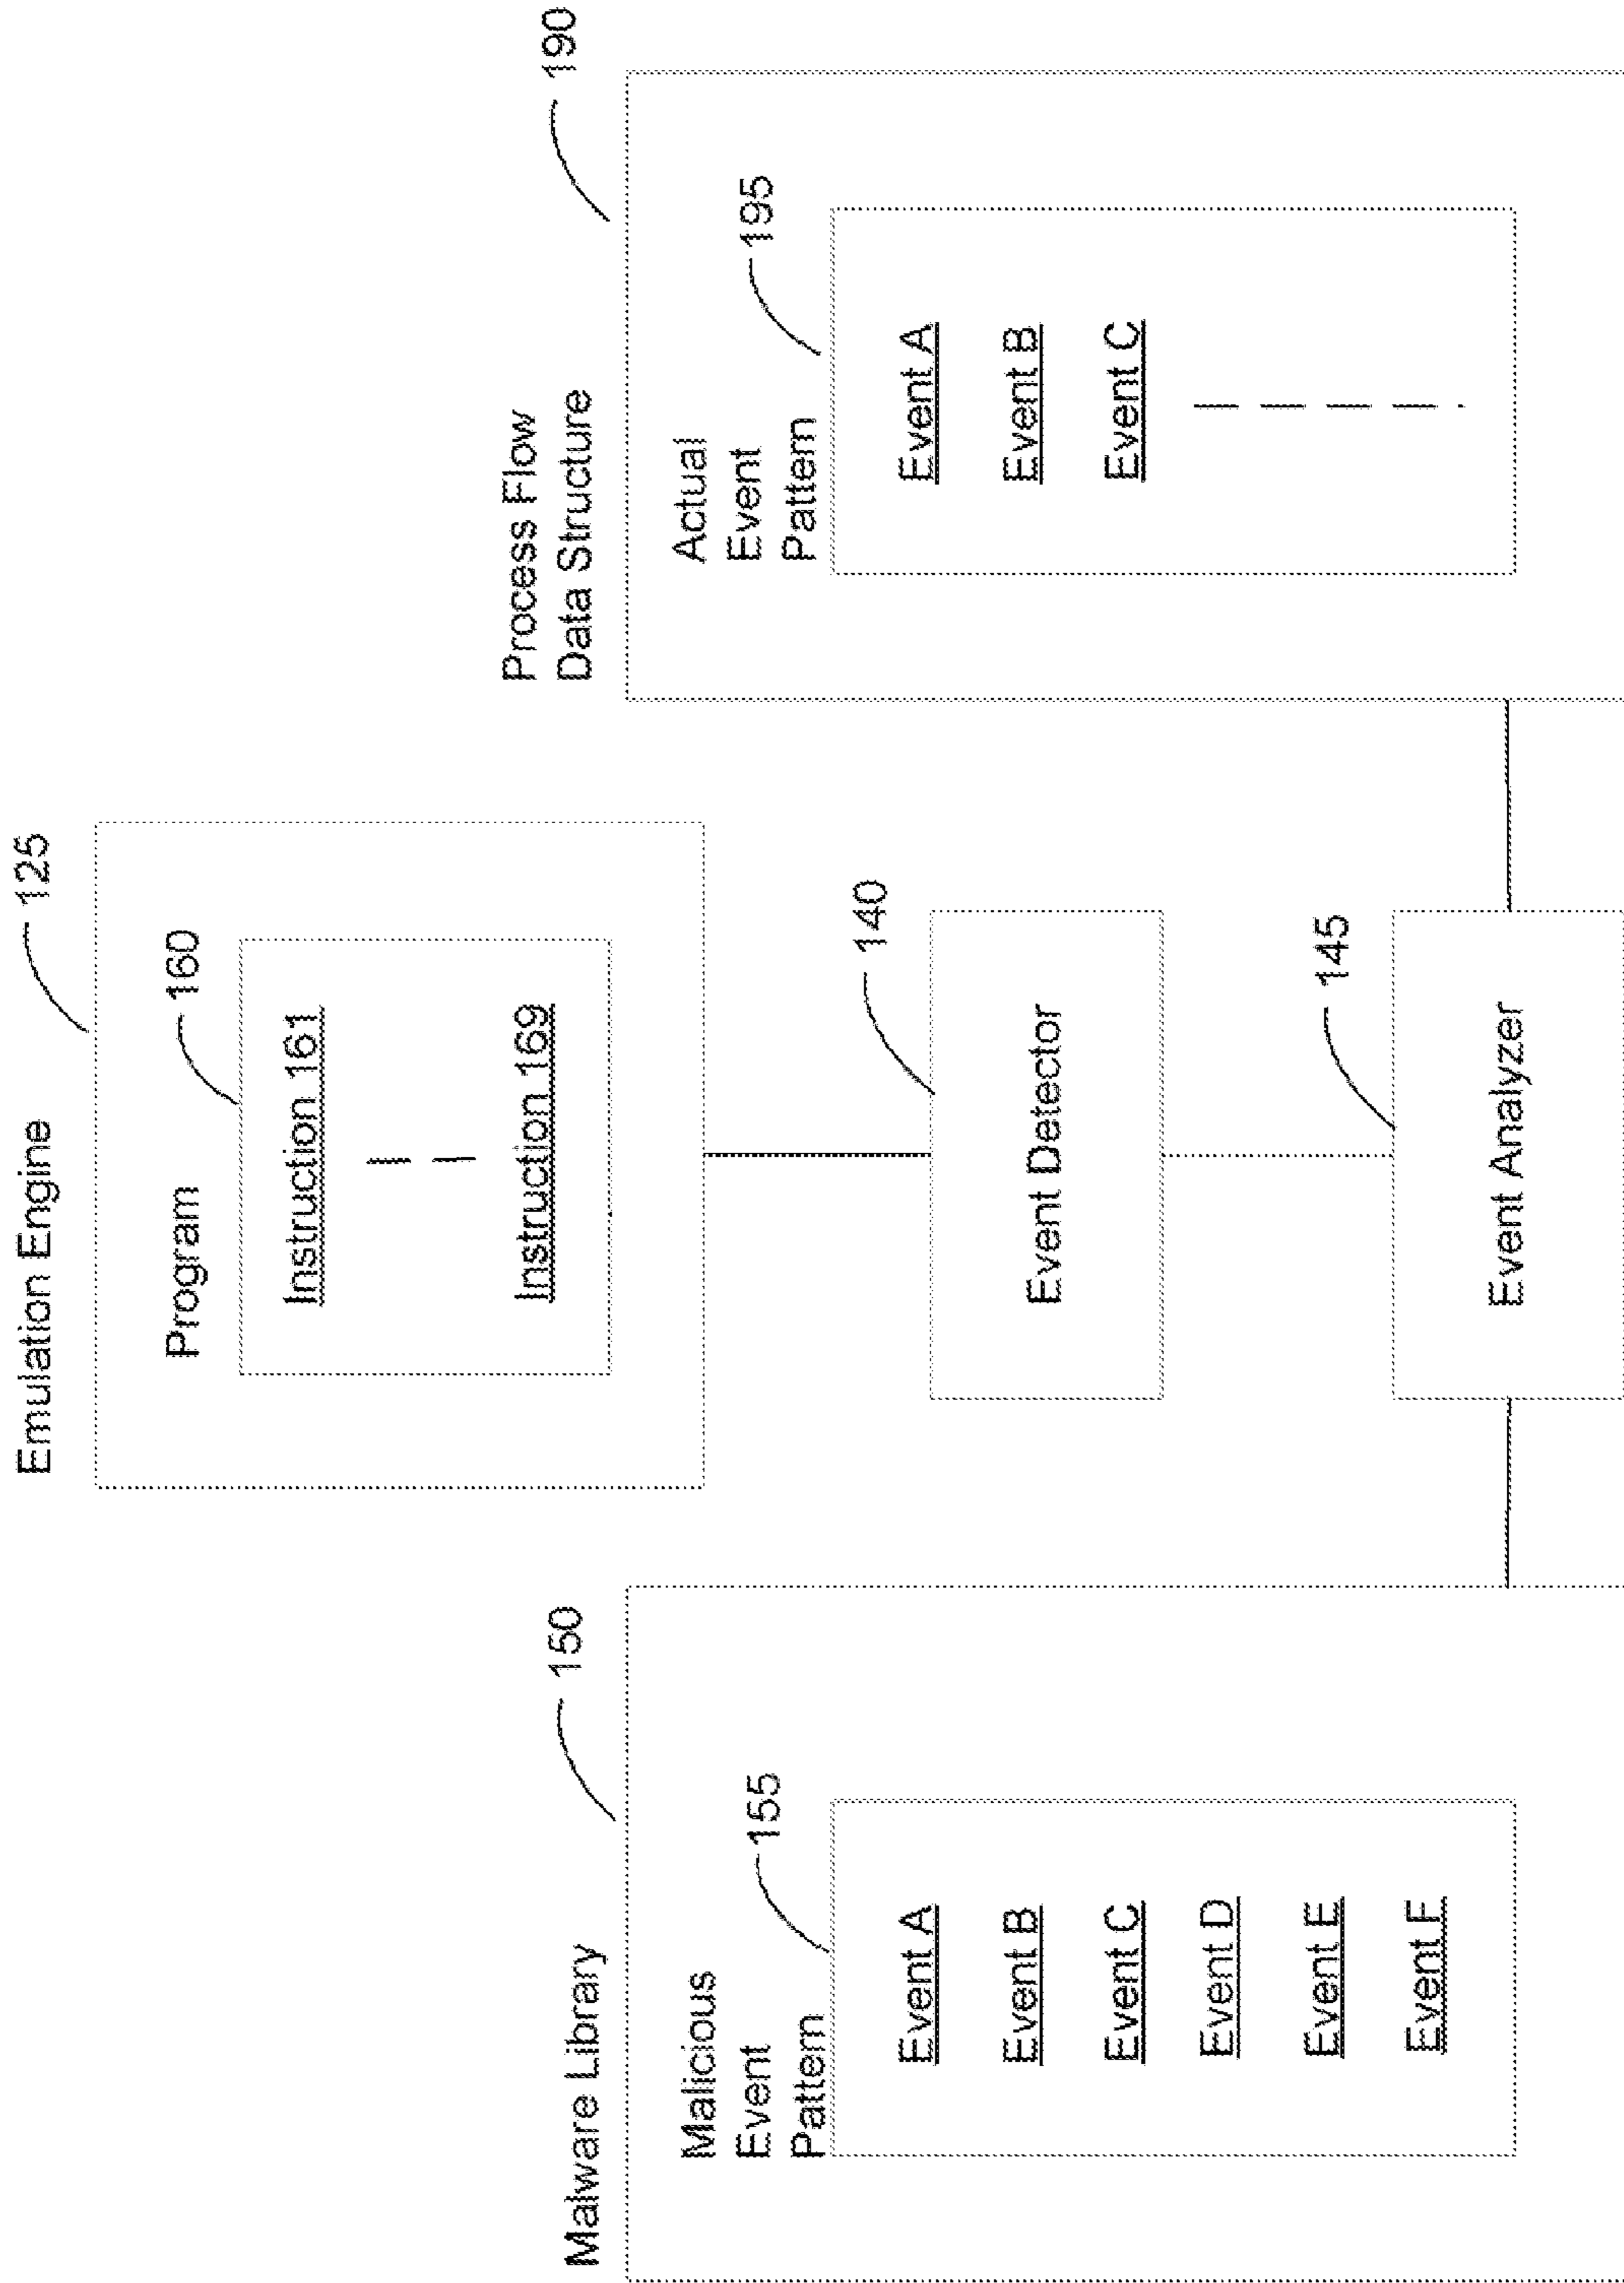 Emulation Engine
125
Program
160
Instruction 161
Instruction 169
Malware Library
150
Malicious
Event
Pattern
155
Event A
Event B
Event C
Event D
Event E
Event F
Event Detector
140
Event Analyzer
145
Process Flow
Data Structure
190
Actual
Event
Pattern
195
Event A
Event B
Event C